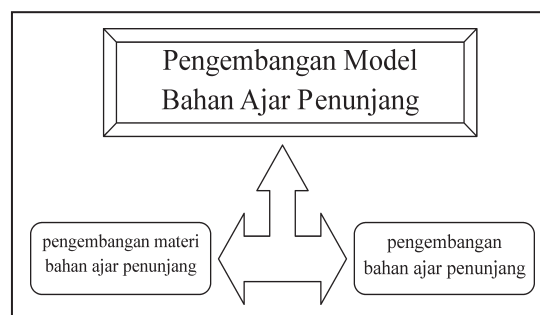 Pengembangan Model
Bahan Ajar Penunjang
pengembangan materi
bahan ajar penunjang
pengembangan
bahan ajar penunjang